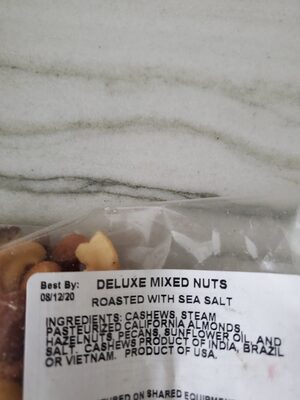 Best By: DELUXE MIXED NUTS
08/12/20 ROASTED WITH SEA SALT
INGREDIENTS: CASHEWS, STEAM
PASTEURIZED CALIFORNIA ALMONDS,
HAZELNUTS, PECANS, SUNFLOWER OIL, AND
SALT. CASHEWS PRODUCT OF INDIA, BRAZIL
OR VIETNAM. PRODUCT OF USA.
ON SHARED